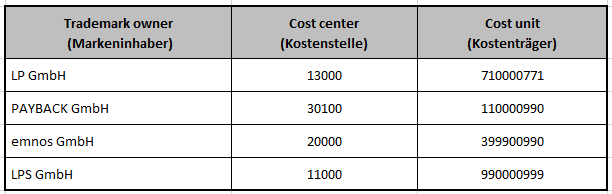 Trademark owner Cost center Cost unit
(Markeninhaber) (Kostenstelle) (Kostenträger)
LP GmbH 13000 710000771
PAYBACK GmbH 30100 110000990
emnos GmbH 20000 399900990
LPS GmbH 11000 990000999